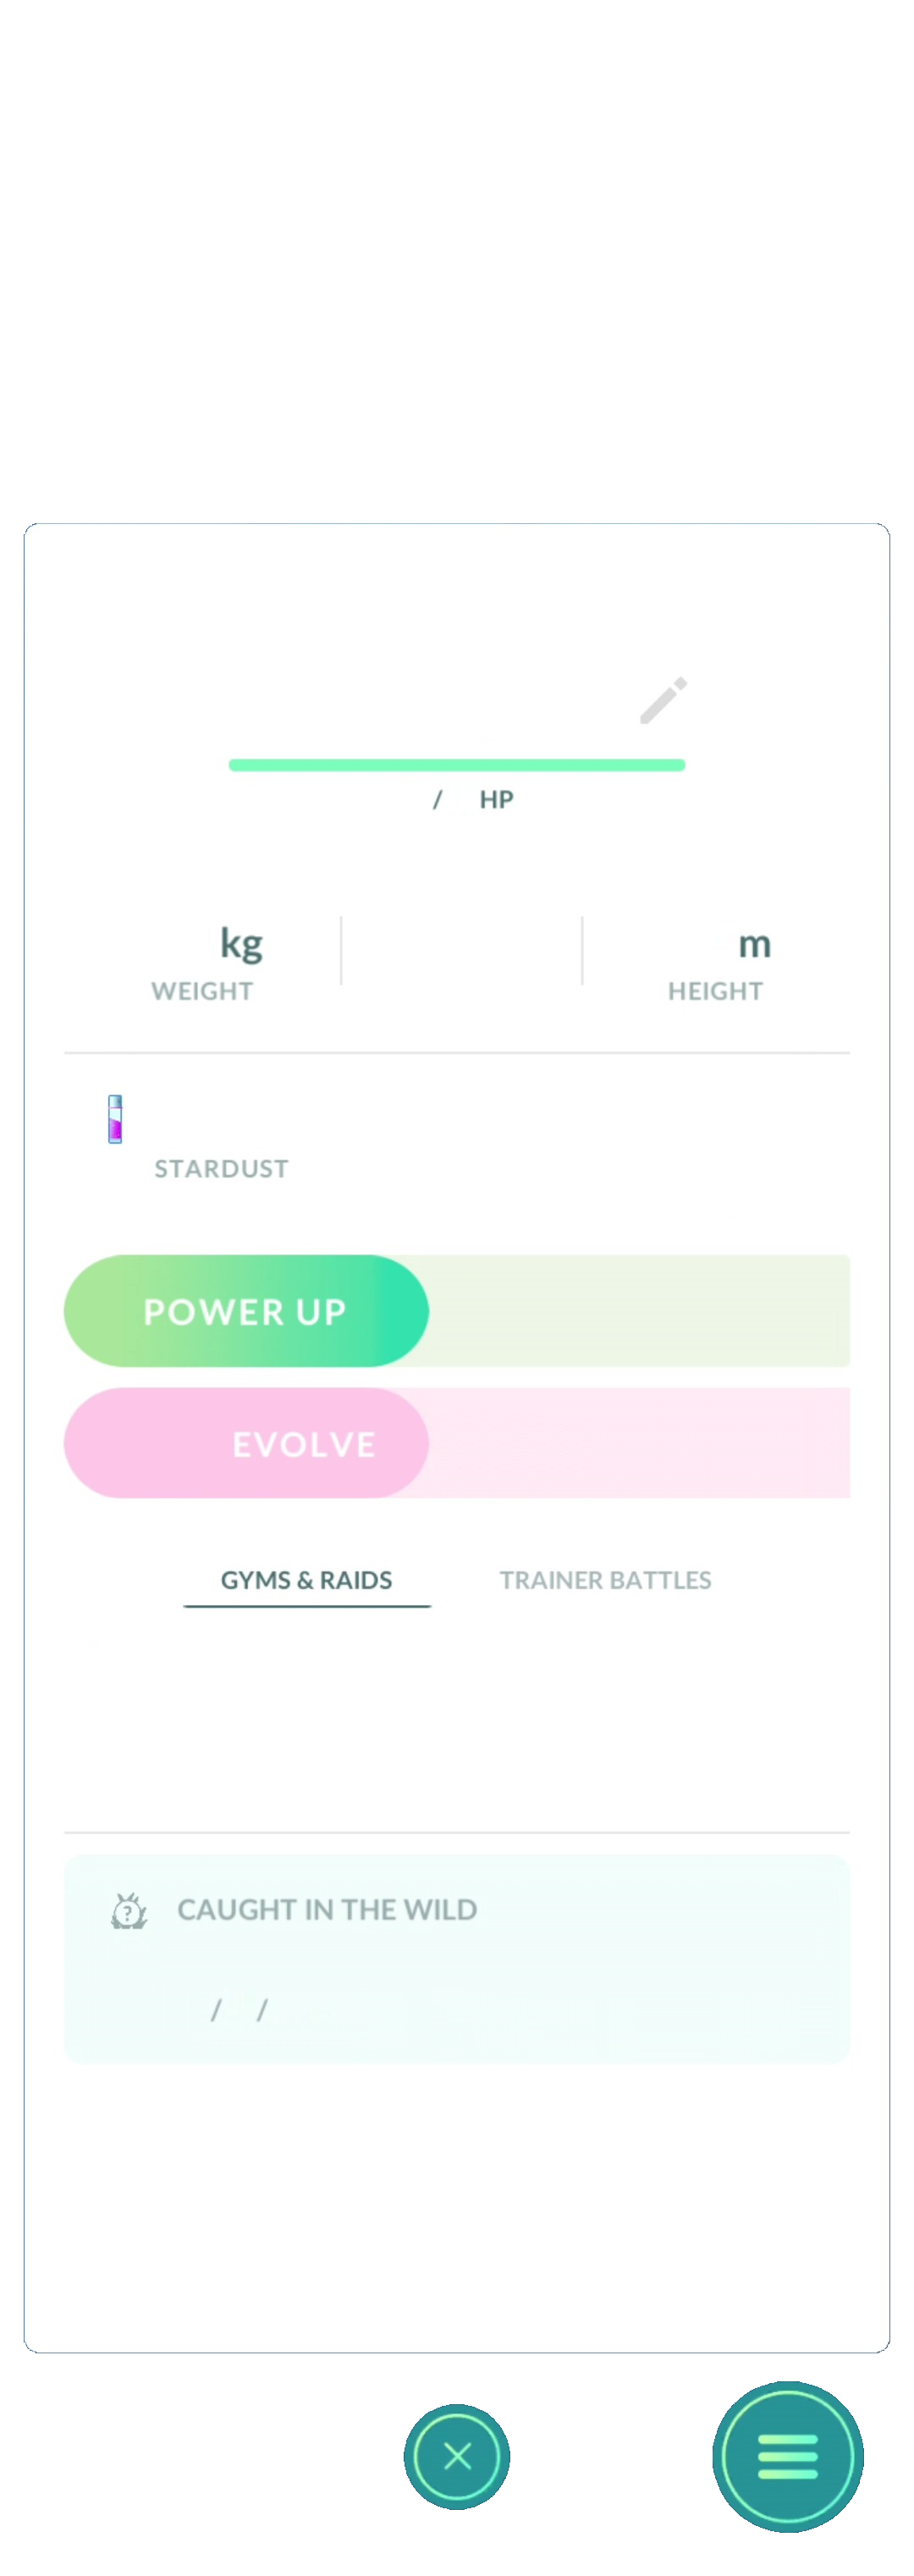 / HP
kg
m
WEIGHT
HEIGHT
STARDUST
POWER UP
EVOLVE
GYMS & RAIDS
TRAINER BATTLES
?
CAUGHT IN THE WILD
/ /